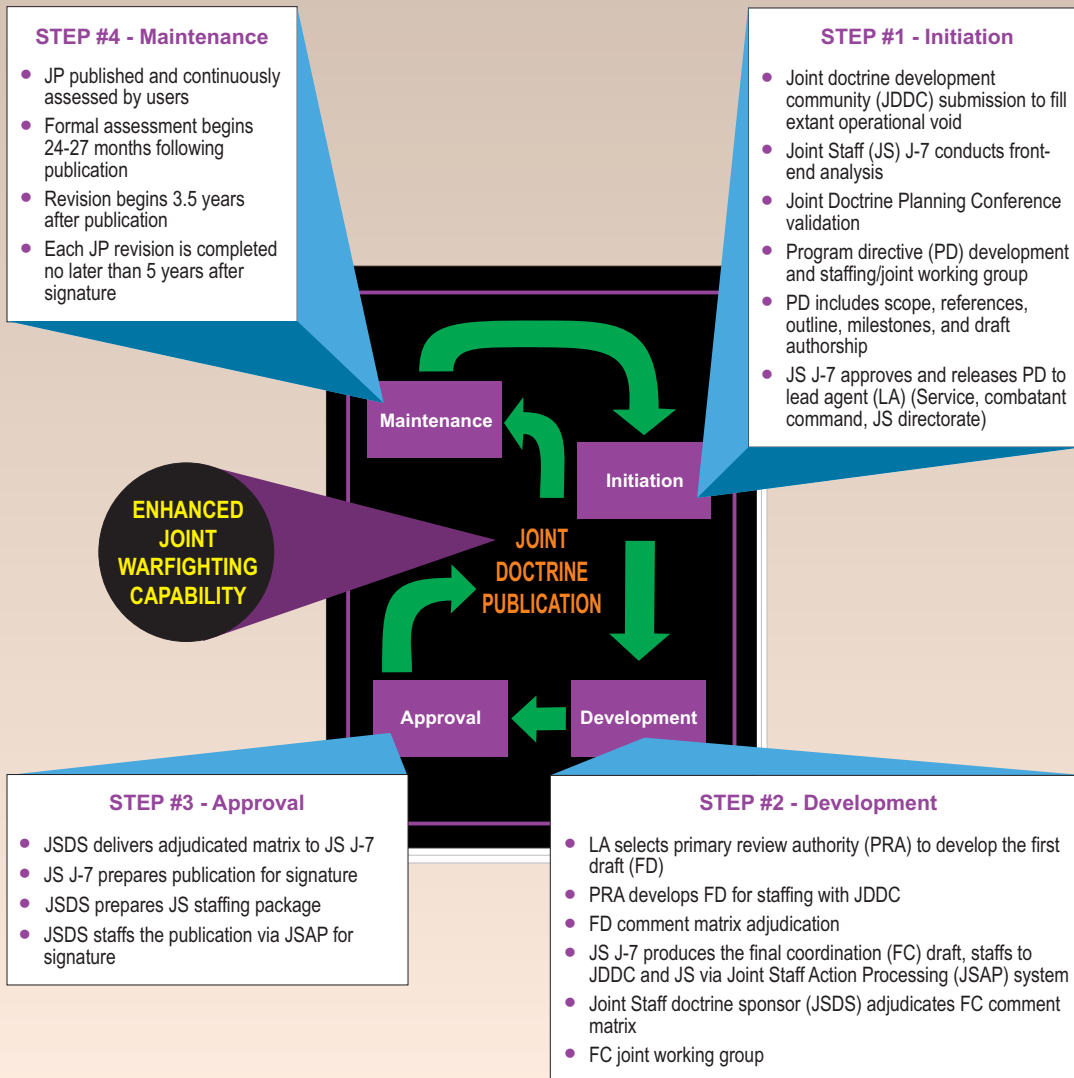 STEP #4 - Maintenance
• JP published and continuously
assessed by users
• Formal assessment begins
24-27 months following
publication
• Revision begins 3.5 years
after publication
• Each JP revision is completed
no later than 5 years after
signature
STEP #1 - Initiation
• Joint doctrine development
community (JDDC) submission to fill
extant operational void
• Joint Staff (JS) J-7 conducts front-
end analysis
• Joint Doctrine Planning Conference
validation
• Program directive (PD) development
and staffing/joint working group
• PD includes scope, references,
outline, milestones, and draft
authorship
• JS J-7 approves and releases PD to
lead agent (LA) (Service, combatant
command, JS directorate)
Maintenance
Initiation
ENHANCED
JOINT
WARFIGHTING
CAPABILITY
JOINT
DOCTRINE
PUBLICATION
Approval
Development
STEP #3 - Approval
• JSDS delivers adjudicated matrix to JS J-7
• JS J-7 prepares publication for signature
• JSDS prepares JS staffing package
• JSDS staffs the publication via JSAP for
signature
STEP #2 - Development
• LA selects primary review authority (PRA) to develop the first
draft (FD)
• PRA develops FD for staffing with JDDC
• FD comment matrix adjudication
• JS J-7 produces the final coordination (FC) draft, staffs to
JDDC and JS via Joint Staff Action Processing (JSAP) system
• Joint Staff doctrine sponsor (JSDS) adjudicates FC comment
matrix
• FC joint working group